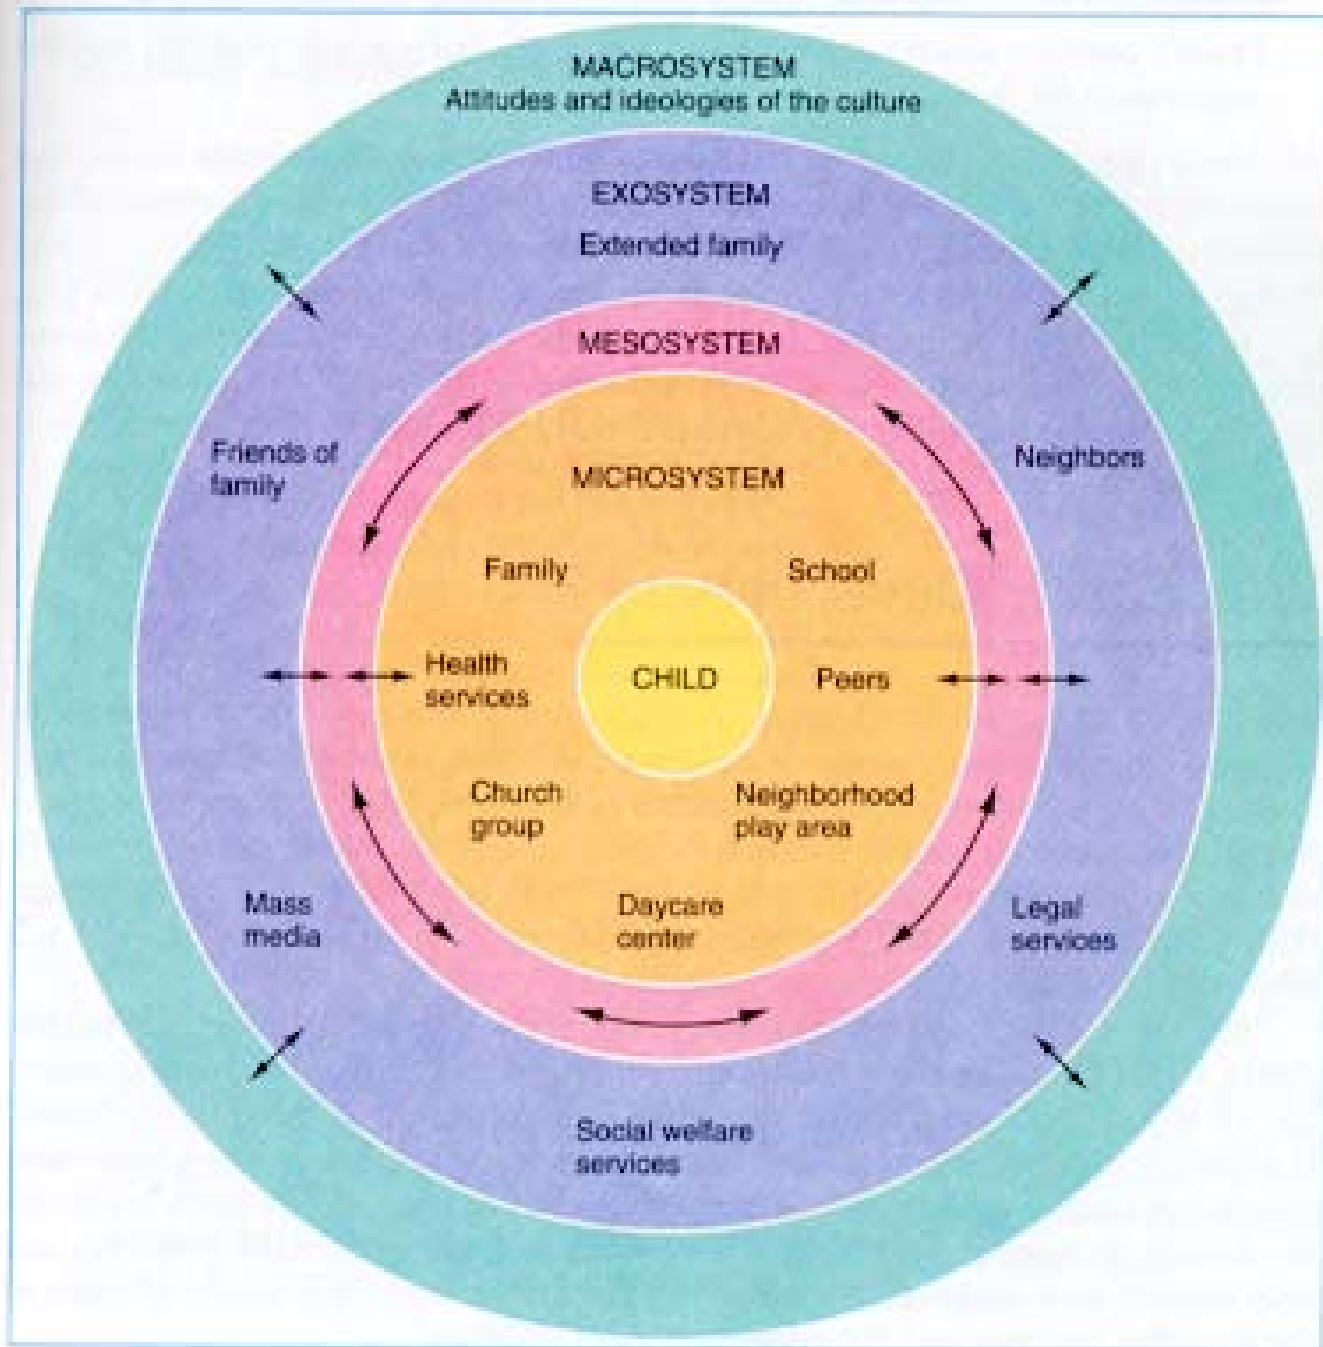 MACROSYSTEM
Attitudes and ideologies of the culture
EXOSYSTEM
Extended family
MESOSYSTEM
Friends of
family
Neighbors
MICROSYSTEM
Family
School
Health
services
CHILD
Peers
Church
group
Neighborhood
play area
Daycare
center
Mass
media
Legal
services
Social welfare
services